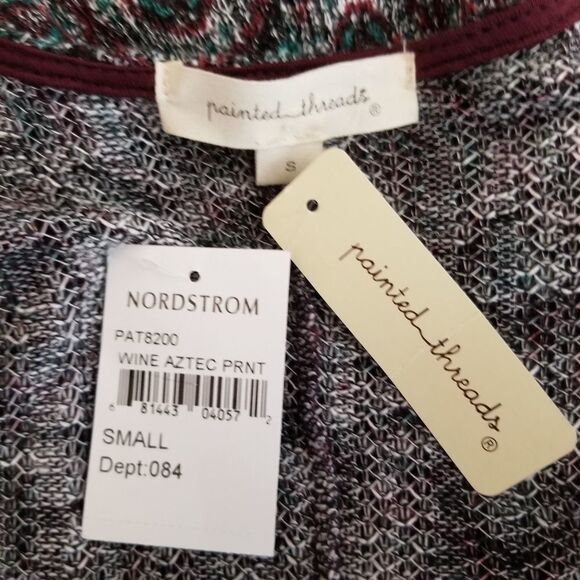 painted threads®
S
painted threads®
NORDSTROM
PAT8200
WINE AZTEC PRNT
6 81443 04057 2
SMALL
Dept:084